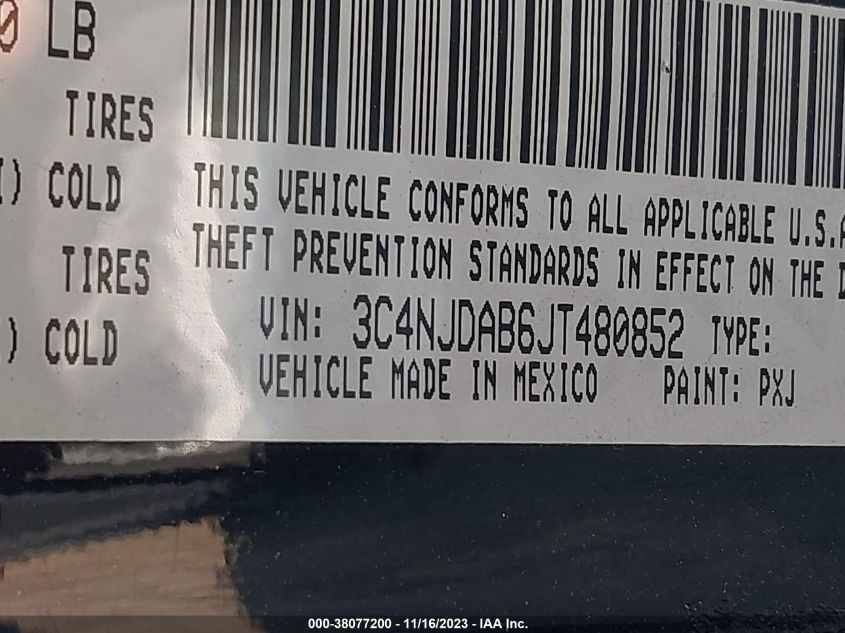 0 LB
TIRES
) COLD
TIRES
) COLD
THIS VEHICLE CONFORMS TO ALL APPLICABLE U.S.A
THEFT PREVENTION STANDARDS IN EFFECT ON THE D
VIN: 3C4NJDAB6JT480852 TYPE:
VEHICLE MADE IN MEXICO PAINT: PXJ
000-38077200 - 11/16/2023 - IAA Inc.